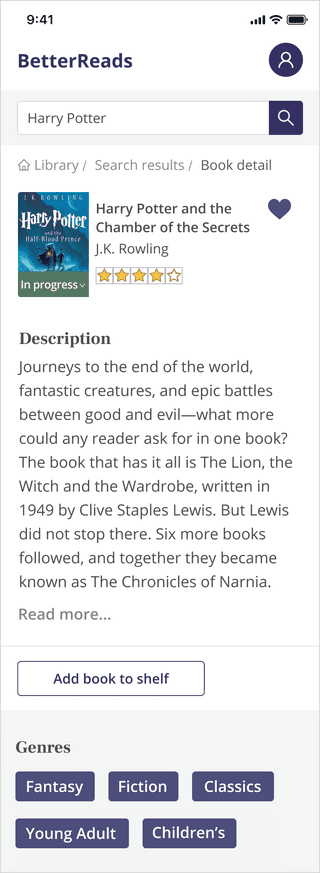 9:41
BetterReads
Harry Potter
Library / Search results / Book detail
J.K. ROWLING
Harry Potter
and the
Half-Blood Prince
In progress
Harry Potter and the
Chamber of the Secrets
J.K. Rowling
Description
Journeys to the end of the world,
fantastic creatures, and epic battles
between good and evil—what more
could any reader ask for in one book?
The book that has it all is The Lion, the
Witch and the Wardrobe, written in
1949 by Clive Staples Lewis. But Lewis
did not stop there. Six more books
followed, and together they became
known as The Chronicles of Narnia.
Read more...
Add book to shelf
Genres
Fantasy
Fiction
Classics
Young Adult
Children’s